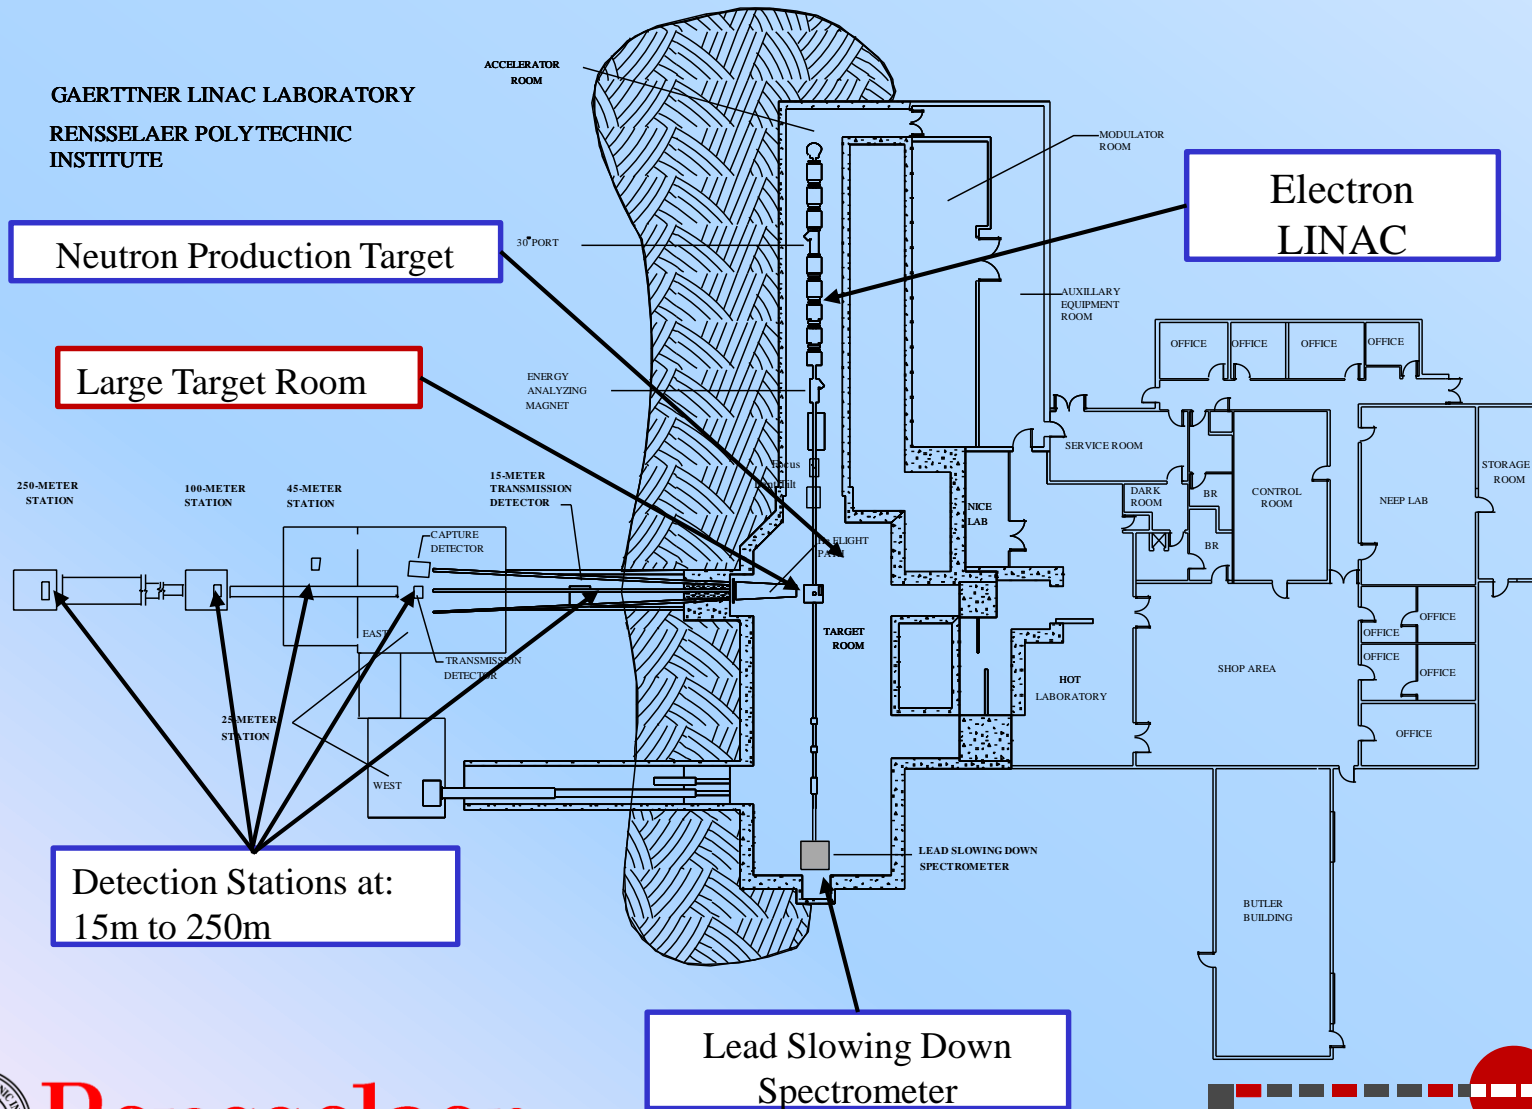 GAERTTNER LINAC LABORATORY
RENSSELAER POLYTECHNIC
INSTITUTE
ACCELERATOR
ROOM
MODULATOR
ROOM
Electron
LINAC
Neutron Production Target
30° PORT
AUXILLARY
EQUIPMENT
ROOM
OFFICE
OFFICE
OFFICE
OFFICE
Large Target Room
ENERGY
ANALYZING
MAGNET
SERVICE ROOM
Focus
STORAGE
ROOM
250-METER
STATION
100-METER
STATION
45-METER
STATION
15-METER
TRANSMISSION
DETECTOR
NICE
LAB
DARK
ROOM
BR
CONTROL
ROOM
NEEP LAB
CAPTURE
DETECTOR
FLIGHT
PATH
BR
EAST
TRANSMISSION
DETECTOR
TARGET
ROOM
OFFICE
OFFICE
OFFICE
OFFICE
HOT
LABORATORY
SHOP AREA
25-METER
STATION
WEST
OFFICE
LEAD SLOWING DOWN
SPECTROMETER
Detection Stations at:
15m to 250m
BUTLER
BUILDING
Lead Slowing Down
Spectrometer
Rensselaer